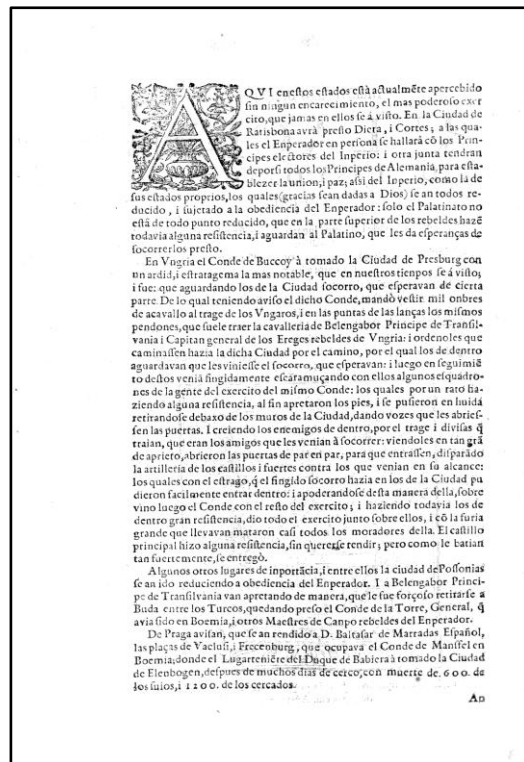 AQVI enestos estados està actualmẽte apercebido
sin ningun encarecimiento, el mas poderoso exer
cito, que jamas en ellos se á visto. En la Ciudad de
Ratisbona avrà presto Dieta, i Cortes; a las qua-
les el Enperador en persona se hallarà cõ los Prin-
cipes electores del Inperio: i otra junta tendran
deporsi todos los Principes de Alemania, para esta-
blezer la union, i paz; assi del Inperio, como la de
sus estados proprios, los quales (gracias sean dadas a Dios) se an todos re-
ducido, i sujetado a la obediencia del Enperador: solo el Palatinato no
está de todo punto reducido, que en la parte superior de los rebeldes hazẽ
todavia alguna resistencia, i aguardan al Palatino, que les da esperanças de
socorrerlos presto.
En Vngria el Conde de Buccoy à tomado la Ciudad de Presburg con
un ardid, i estratagema la mas notable, que en nuestros tienpos se á visto;
i fue: que aguardando los de la Ciudad socorro, que esperavan de cierta
parte. De lo qual teniendo aviso el dicho Conde, mandò vestir mil onbres
de acavallo al trage de los Vngaros, i en las puntas de las lanças los mismos
pendones, que suele traer la cavalleria de Belengabor Principe de Transil-
vania i Capitan general de los Ereges rebeldes de Vngria: i ordenoles que
caminassen hazia la dicha Ciudad por el camino, por el qual los de dentro
aguardavan que les viniesse el socorro, que esperavan: i luego en seguimiẽ
to destos venia fingidamente escaramuçando con ellos algunos esquadro-
nes de la gente del exercito del mismo Conde: los quales por un rato ha-
ziendo alguna resistencia, al fin apretaron los pies, i se pusieron en huida
retirandose debaxo de los muros de la Ciudad, dando vozes que les abries-
sen las puertas. I creiendo los enemigos de dentro, por el trage i divisas q̃
traian, que eran los amigos que les venian à socorrer: viendoles en tan grã
de aprieto, abrieron las puertas de par en par, para que entrassen, disparãdo
la artilleria de los castillos i fuertes contra los que venian en su alcance:
los quales con el estrago, q̃ el fingido socorro hazia en los de la Ciudad pu
dieron facilmente entrar dentro: i apoderandose desta manera della, sobre
vino luego el Conde con el resto del exercito; i haziendo todavia los de
dentro gran resistencia, dio todo el exercito junto sobre ellos, i cõ la furia
grande que llevavan mataron casi todos los moradores della. El castillo
principal hizo alguna resistencia, sin quererse rendir; pero como le batian
tan fuertemente, se entregò.
Algunos otros lugares de inportãcia, i entre ellos la ciudad de Possonias
se an ido reduciendo a obediencia del Enperador. I a Belengabor Princi-
pe de Transilvania van apretando de manera, que le fue forçoso retirarse a
Buda entre los Turcos, quedando preso el Conde de la Torre, General, q̃
avia sido en Boemia, i otros Maestres de Canpo rebeldes del Enperador.
De Praga avisan, que se an rendido a D. Baltasar de Marradas Español,
las plaças de Vaclusi, i Frecenburg, que ocupava el Conde de Mansfel en
Boemia; donde el Lugarteniẽte del Duque de Babiera à tomado la Ciudad
de Elenbogen, despues de muchos dias de cerco, con muerte de. 600. de
los suios, i 1200. de los cercados.
An